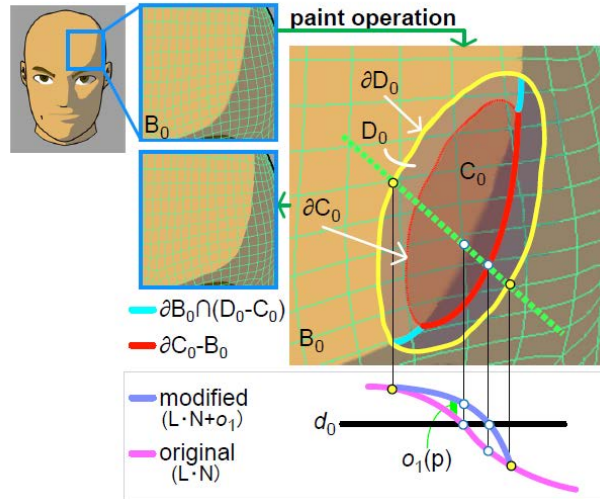 paint operation
B₀
∂D₀
D₀
C₀
∂C₀
B₀
∂B₀∩(D₀-C₀)
∂C₀-B₀
modified
(L·N+o₁)
original
(L·N)
d₀
o₁(p)